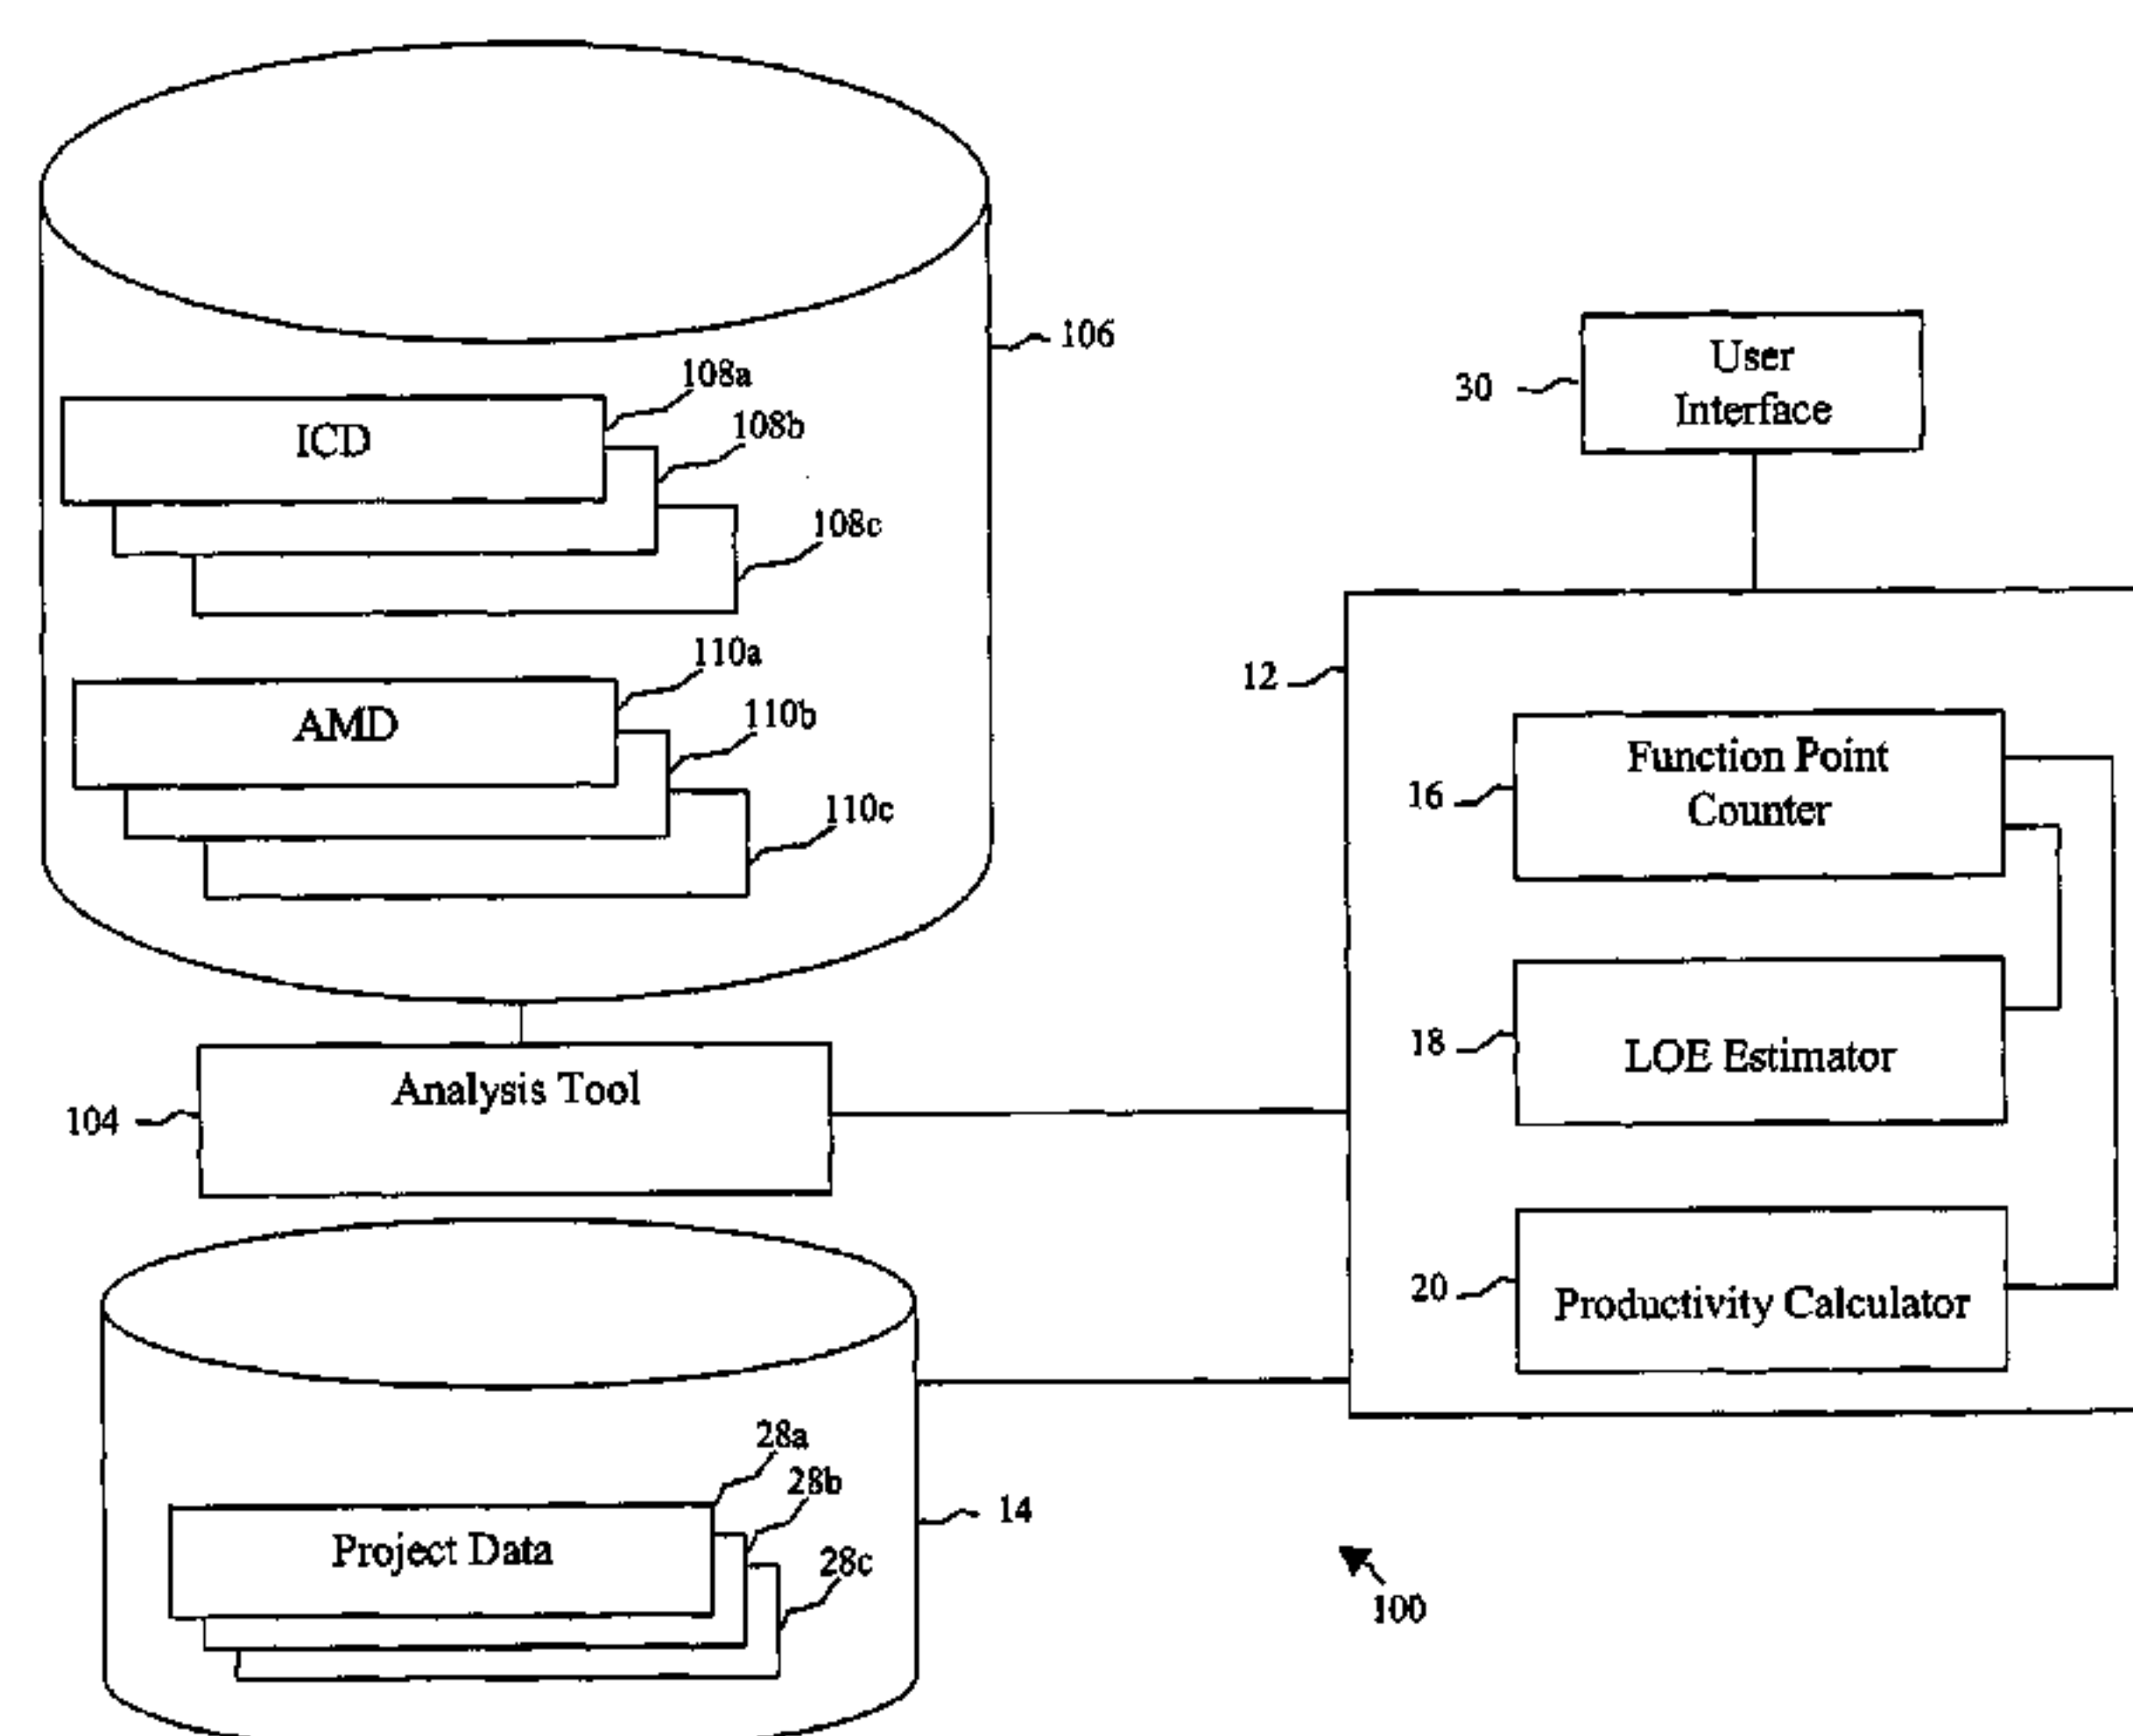 106
108a
ICD
108b
108c
110a
AMD
110b
110c
Analysis Tool
104
28a
28b
Project Data
28c
14
30
User
Interface
12
Function Point
Counter
16
18
LOE Estimator
20
Productivity Calculator
100